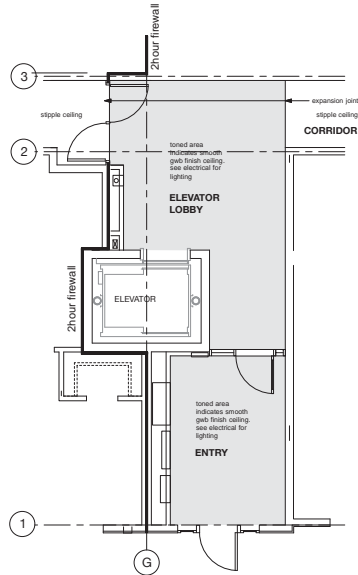 2hour firewall
3
expansion joint
stipple ceiling
stipple ceiling
CORRIDOR
2
toned area
indicates smooth
gwb finish ceiling.
see electrical for
lighting
ELEVATOR
LOBBY
2hour firewall
ELEVATOR
toned area
indicates smooth
gwb finish ceiling.
see electrical for
lighting
ENTRY
1
G